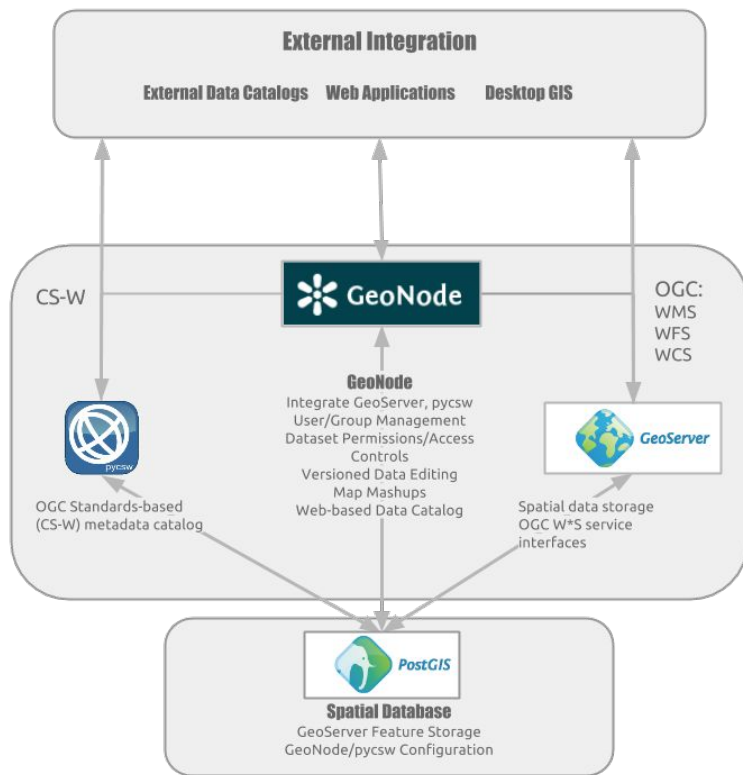 External Integration
External Data Catalogs Web Applications Desktop GIS
CS-W
GeoNode
OGC:
WMS
WFS
WCS
GeoNode
Integrate GeoServer, pycsw
User/Group Management
Dataset Permissions/Access
Controls
Versioned Data Editing
Map Mashups
Web-based Data Catalog
pycsw
OGC Standards-based
(CS-W) metadata catalog
GeoServer
Spatial data storage
OGC W*S service
interfaces
PostGIS
Spatial Database
GeoServer Feature Storage
GeoNode/pycsw Configuration